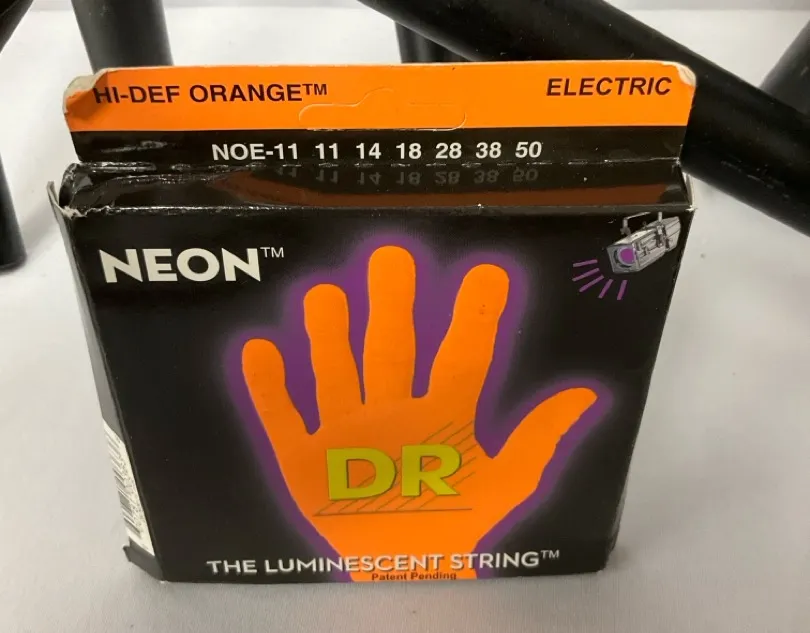 HI-DEF ORANGE™ ELECTRIC
NOE-11 11 14 18 28 38 50
NEON™
DR
THE LUMINESCENT STRING™
Patent Pending